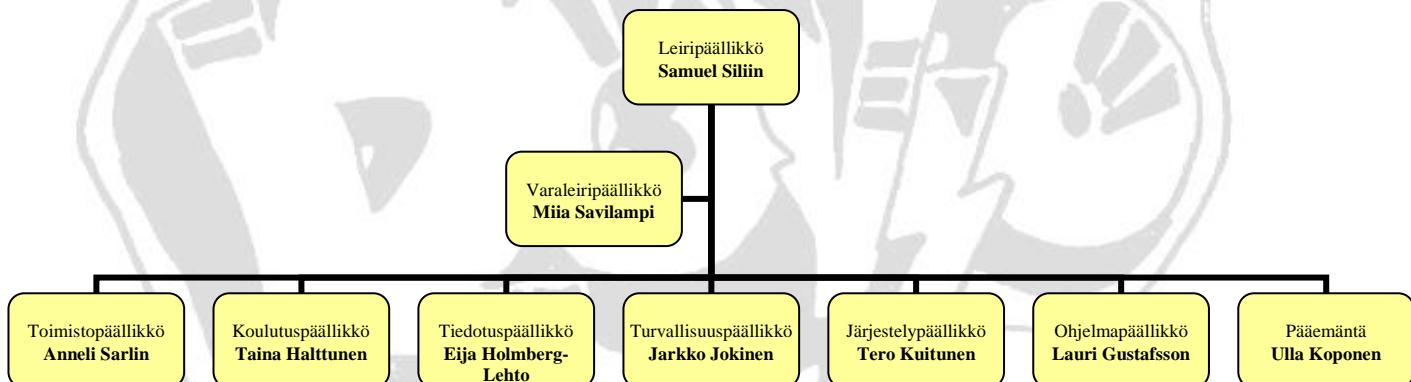 Leiripäällikkö
Samuel Siliin
Varaleiripäällikkö
Miia Savilampi
Toimistopäällikkö
Anneli Sarlin
Koulutuspäällikkö
Taina Halttunen
Tiedotuspäällikkö
Eija Holmberg-
Lehto
Turvallisuuspäällikkö
Jarkko Jokinen
Järjestelypäällikkö
Tero Kuitunen
Ohjelmapäällikkö
Lauri Gustafsson
Pääemäntä
Ulla Koponen